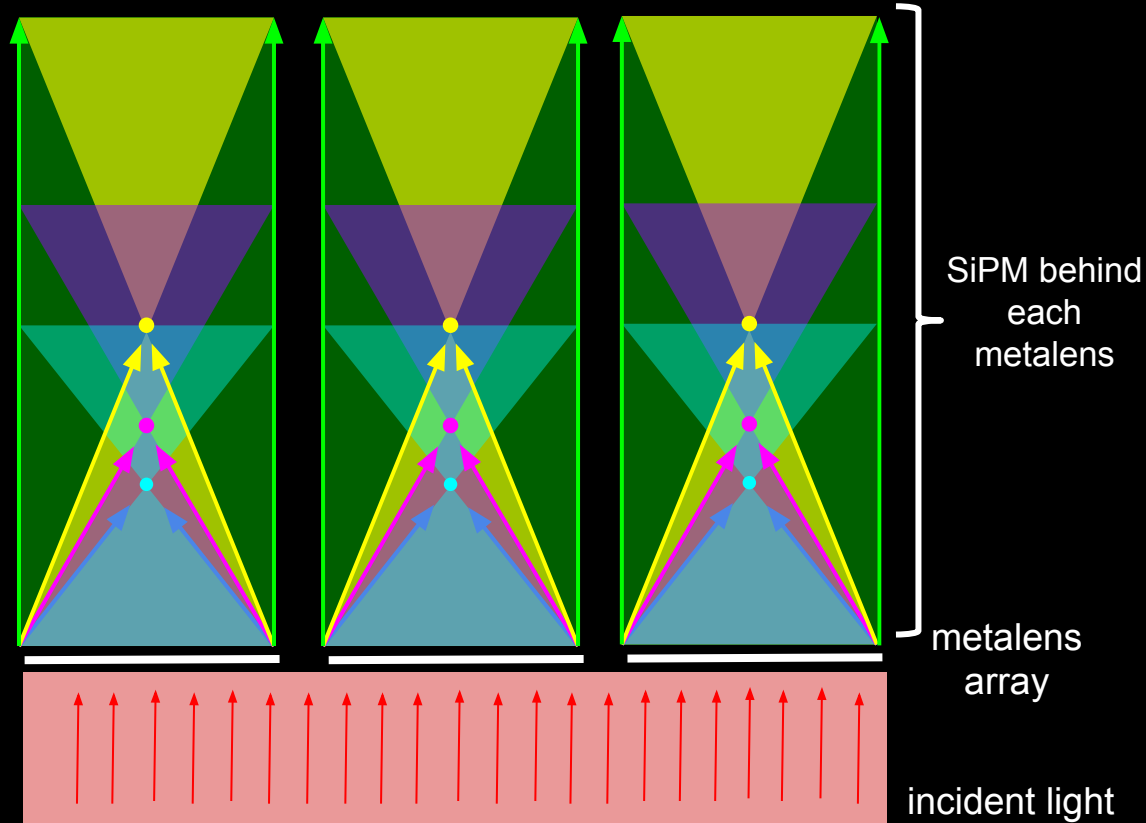 SiPM behind
each
metalens
metalens
array
incident light